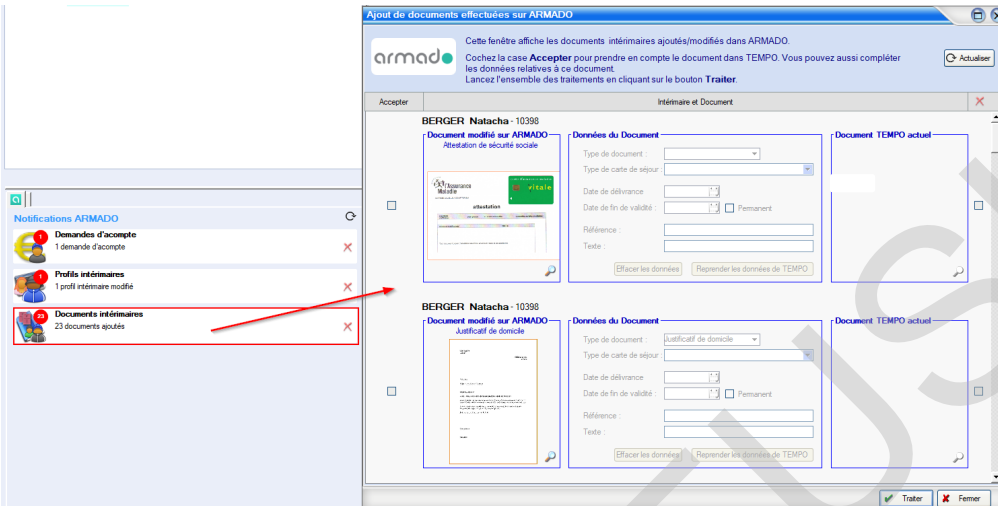 Ajout de documents effectuées sur ARMADO
armado
Cette fenêtre affiche les documents intérimaires ajoutés/modifiés dans ARMADO.
Cochez la case Accepter pour prendre en compte le document dans TEMPO. Vous pouvez aussi compléter
les données relatives à ce document.
Lancez l'ensemble des traitements en cliquant sur le bouton Traiter.
Actualiser
Accepter
Intérimaire et Document
BERGER Natacha - 10398
Document modifié sur ARMADO
Attestation de sécurité sociale
l'Assurance
Maladie
vitale
attestation
Données du Document
Type de document :
Type de carte de séjour :
Date de délivrance
Date de fin de validité :
Permanent
Référence :
Texte :
Effacer les données
Reprender les données de TEMPO
Document TEMPO actuel
BERGER Natacha - 10398
Document modifié sur ARMADO
Justificatif de domicile
Données du Document
Type de document :
Justificatif de domicile
Type de carte de séjour :
Date de délivrance
Date de fin de validité :
Permanent
Référence :
Texte :
Effacer les données
Reprender les données de TEMPO
Document TEMPO actuel
Traiter
Fermer
a
Notifications ARMADO
1
Demandes d'acompte
1 demande d'acompte
1
Profils intérimaires
1 profil intérimaire modifié
23
Documents intérimaires
23 documents ajoutés